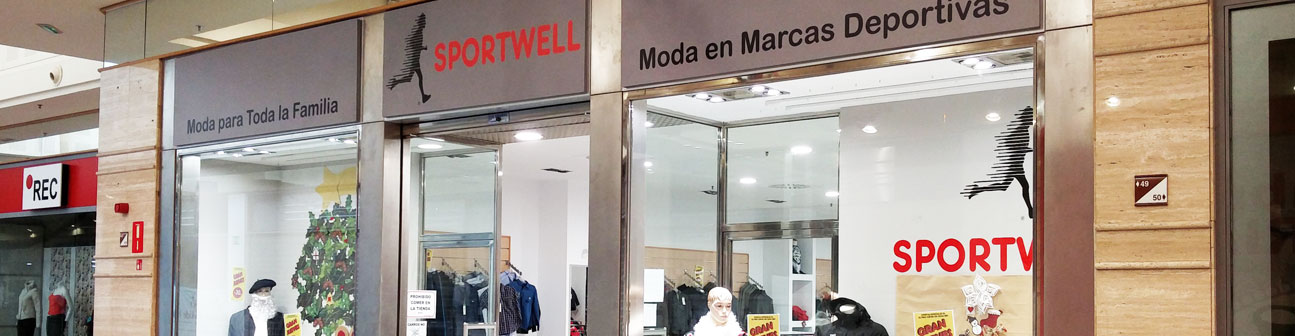 SPORTWELL
Moda en Marcas Deportivas
Moda para Toda la Familia
REC
49
50
SPORTW
PROHIBIDO
COMER EN
LA TIENDA
GRAN
GRAN